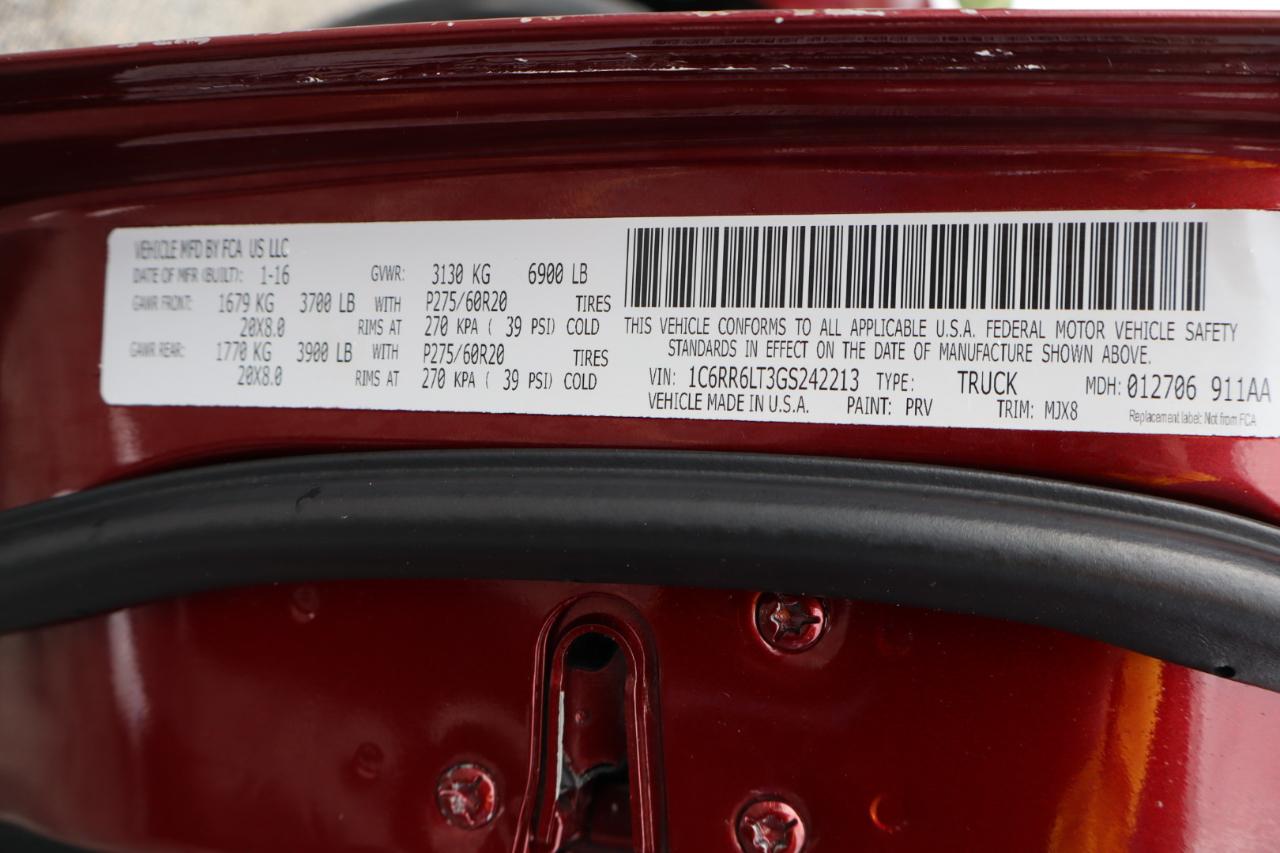 VEHICLE MFD BY FCA US LLC
DATE OF MFR (BUILT): 1-16 GVWR: 3130 KG 6900 LB
GAWR FRONT: 1679 KG 3700 LB WITH P275/60R20 TIRES
20X8.0 RIMS AT 270 KPA ( 39 PSI) COLD
GAWR REAR: 1770 KG 3900 LB WITH P275/60R20 TIRES
20X8.0 RIMS AT 270 KPA ( 39 PSI) COLD
THIS VEHICLE CONFORMS TO ALL APPLICABLE U.S.A. FEDERAL MOTOR VEHICLE SAFETY
STANDARDS IN EFFECT ON THE DATE OF MANUFACTURE SHOWN ABOVE.
VIN: 1C6RR6LT3GS242213 TYPE: TRUCK MDH: 012706 911AA
VEHICLE MADE IN U.S.A. PAINT: PRV TRIM: MJX8
Replacement label: Not from FCA